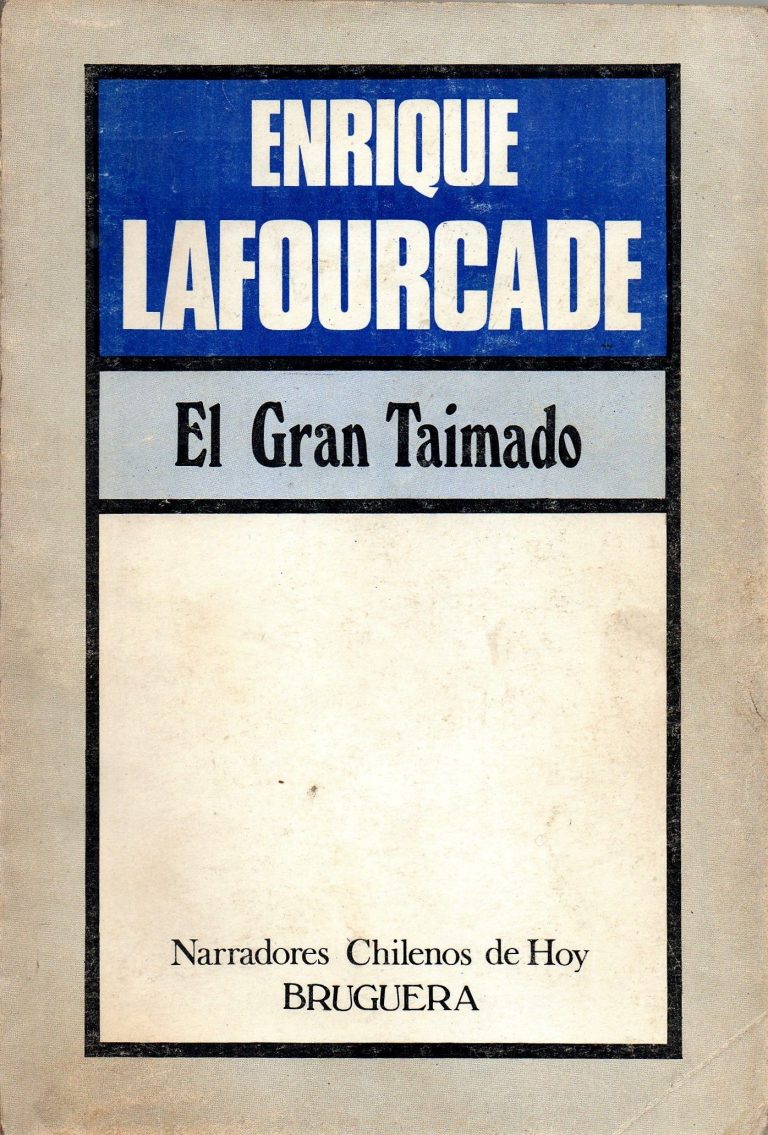 ENRIQUE
LAFOURCADE
El Gran Taimado
Narradores Chilenos de Hoy
BRUGUERA